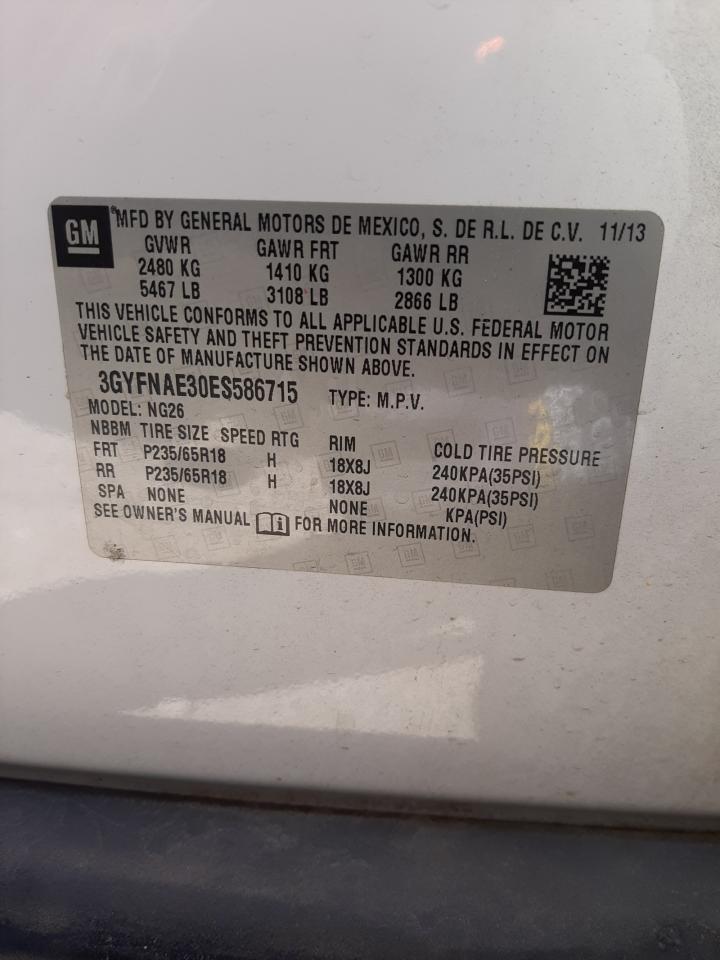 GM ®MFD BY GENERAL MOTORS DE MEXICO, S. DE R.L. DE C.V. 11/13
GVWR GAWR FRT GAWR RR
2480 KG 1410 KG 1300 KG
5467 LB 3108 LB 2866 LB
THIS VEHICLE CONFORMS TO ALL APPLICABLE U.S. FEDERAL MOTOR
VEHICLE SAFETY AND THEFT PREVENTION STANDARDS IN EFFECT ON
THE DATE OF MANUFACTURE SHOWN ABOVE.
3GYFNAE30ES586715 TYPE: M.P.V.
MODEL: NG26
NBBM TIRE SIZE SPEED RTG RIM COLD TIRE PRESSURE
FRT P235/65R18 H 18X8J 240KPA(35PSI)
RR P235/65R18 H 18X8J 240KPA(35PSI)
SPA NONE NONE KPA(PSI)
SEE OWNER'S MANUAL i FOR MORE INFORMATION.